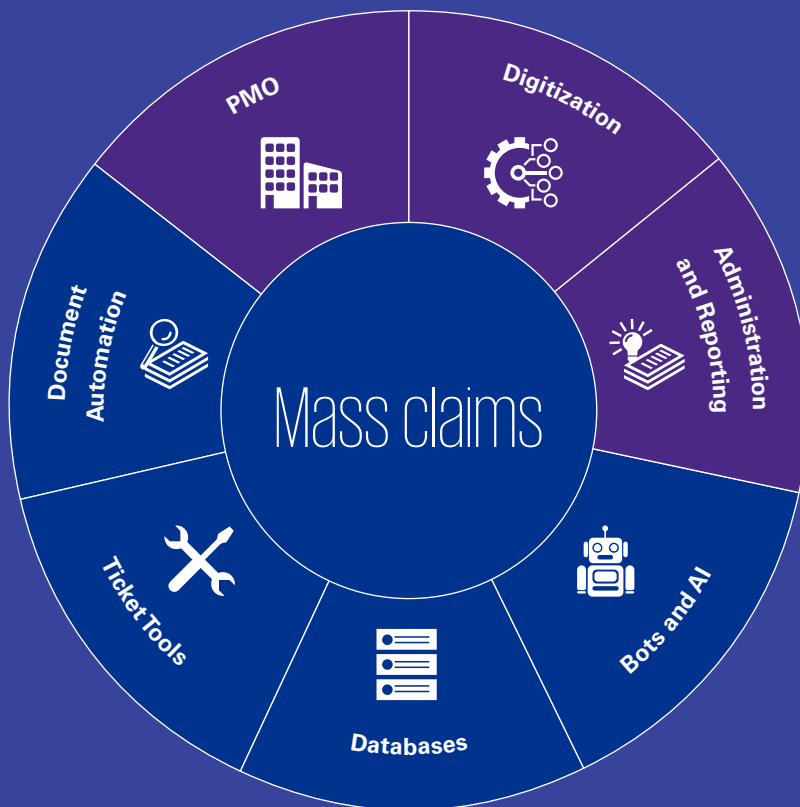 PMO
Digitization
Administration
and Reporting
Document
Automation
Mass claims
Ticket Tools
Bots and AI
Databases